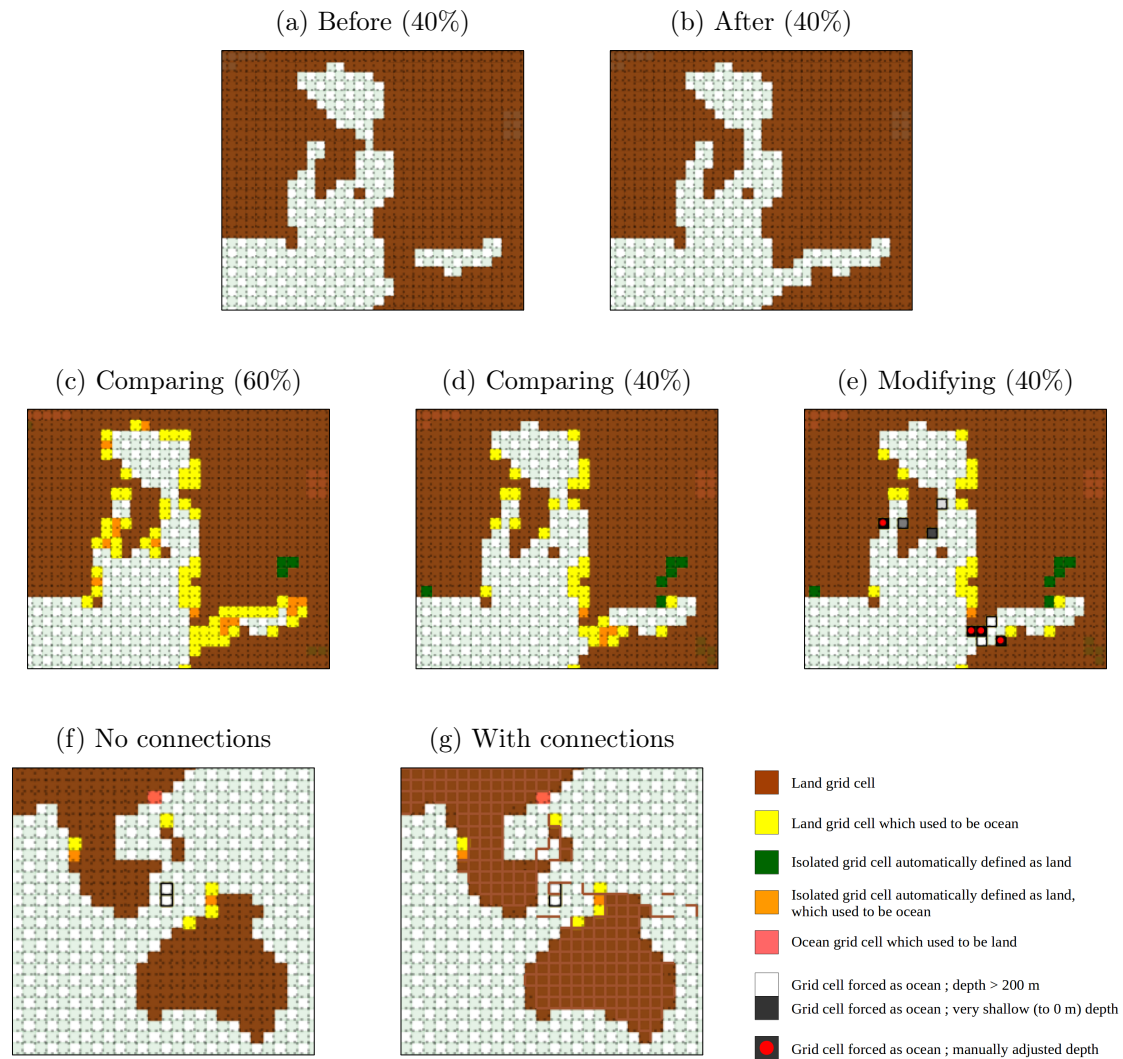 (a) Before (40%)
(b) After (40%)
(c) Comparing (60%)
(d) Comparing (40%)
(e) Modifying (40%)
(f) No connections
(g) With connections
Land grid cell
Land grid cell which used to be ocean
Isolated grid cell automatically defined as land
Isolated grid cell automatically defined as land,
which used to be ocean
Ocean grid cell which used to be land
Grid cell forced as ocean ; depth > 200 m
Grid cell forced as ocean ; very shallow (to 0 m) depth
Grid cell forced as ocean ; manually adjusted depth